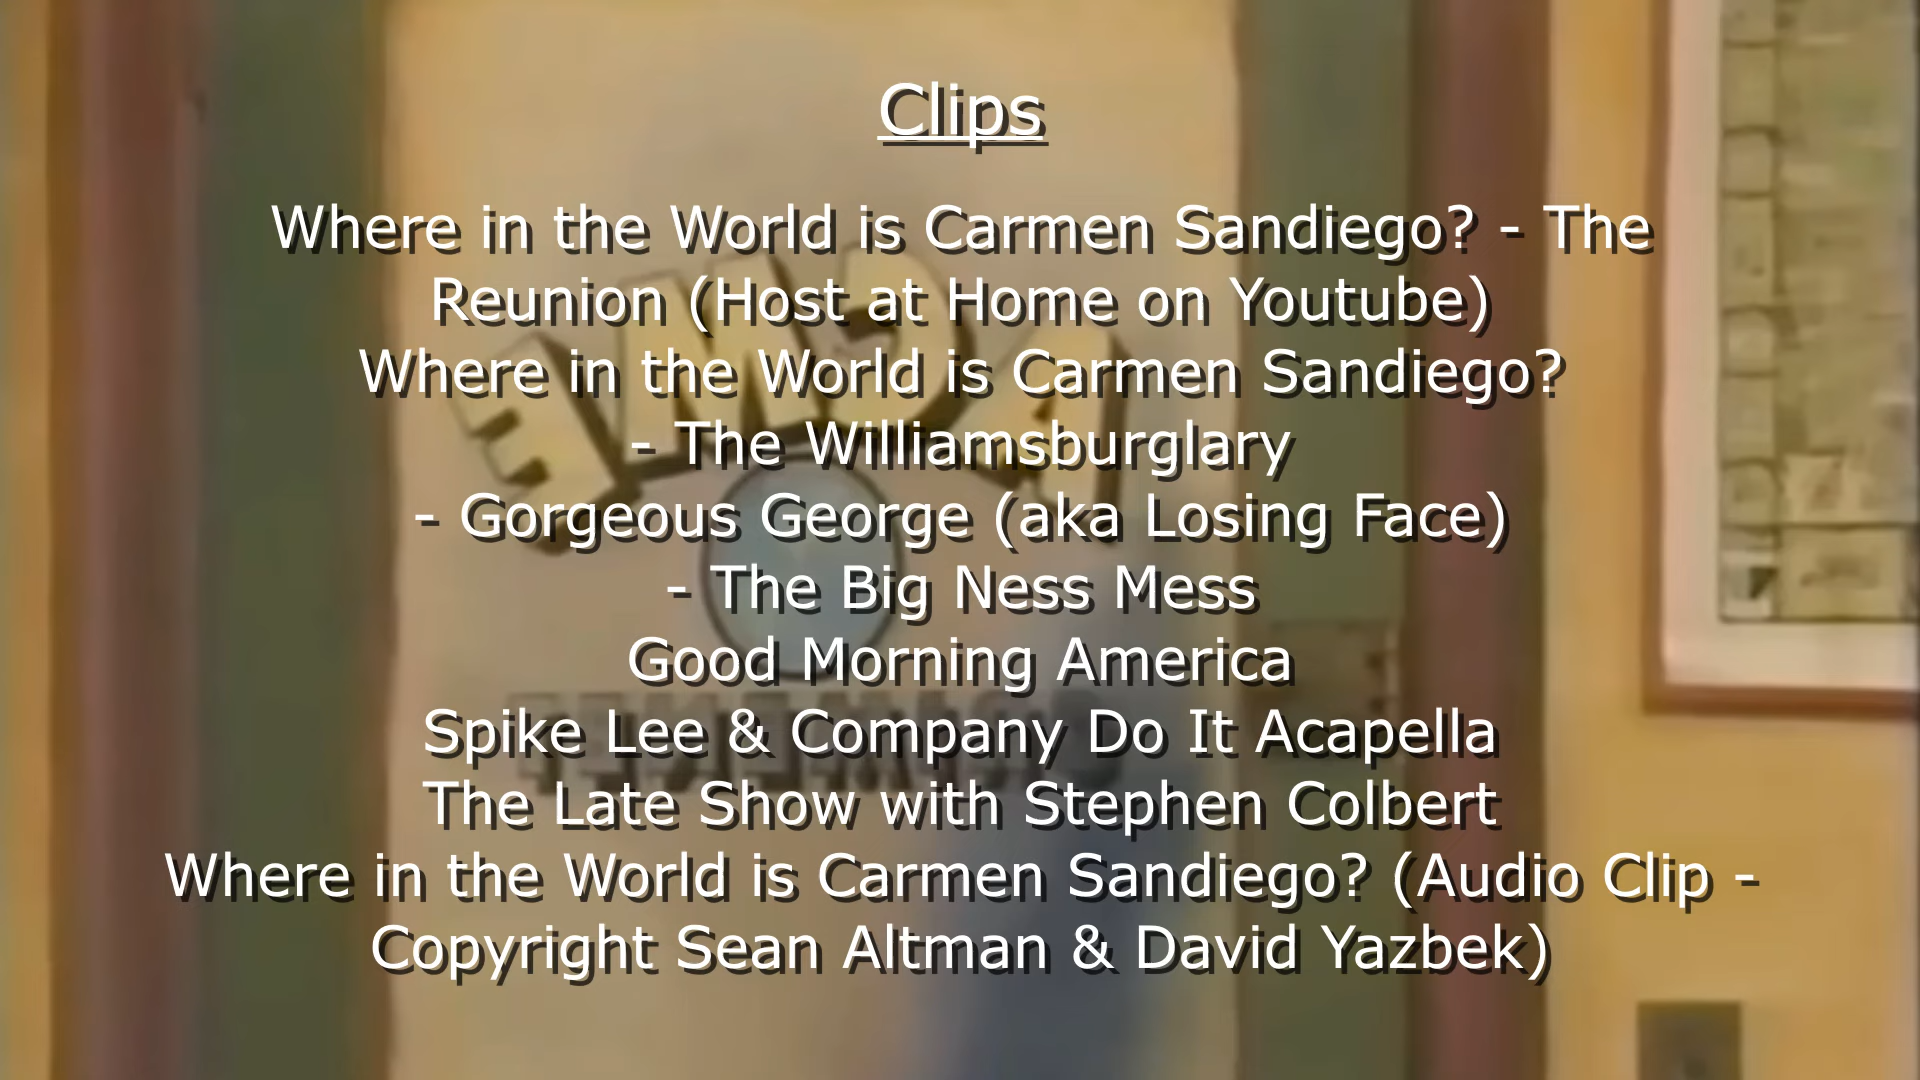 Clips
Where in the World is Carmen Sandiego? - The
Reunion (Host at Home on Youtube)
Where in the World is Carmen Sandiego?
- The Williamsburglary
- Gorgeous George (aka Losing Face)
- The Big Ness Mess
Good Morning America
Spike Lee & Company Do It Acapella
The Late Show with Stephen Colbert
Where in the World is Carmen Sandiego? (Audio Clip -
Copyright Sean Altman & David Yazbek)
ACME